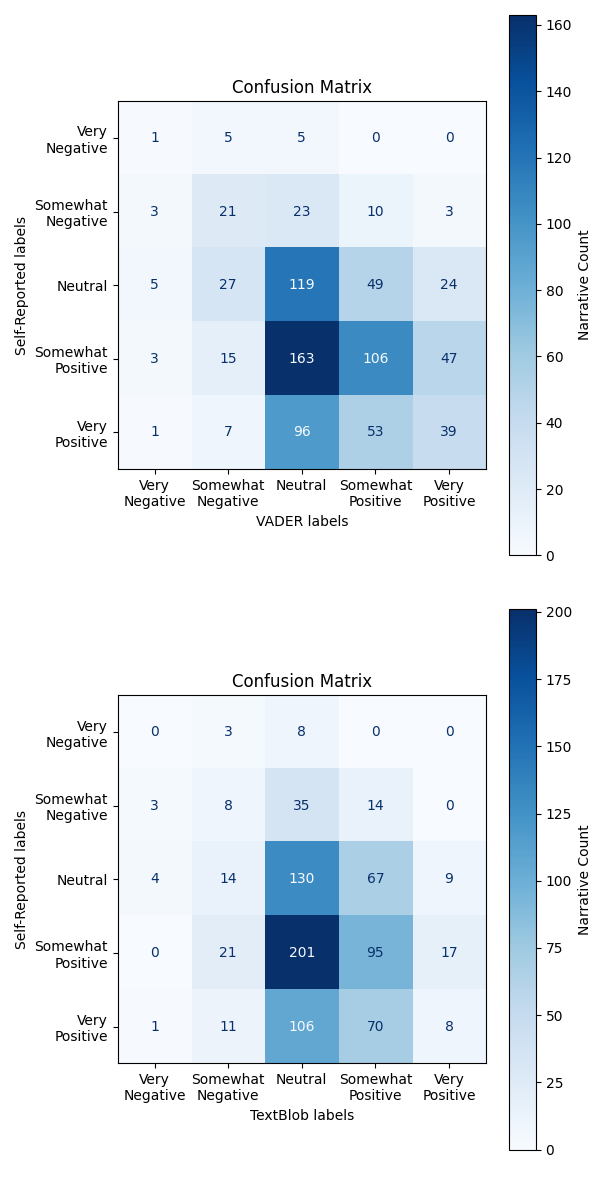 Confusion Matrix
160
140
120
100
80
60
40
20
0
Narrative Count
Self-Reported labels
Very
Negative
1 5 5 0 0
Somewhat
Negative
3 21 23 10 3
Neutral
5 27 119 49 24
Somewhat
Positive
3 15 163 106 47
Very
Positive
1 7 96 53 39
Very Somewhat Neutral Somewhat Very
Negative Negative Positive Positive
VADER labels
Confusion Matrix
200
175
150
125
100
75
50
25
0
Narrative Count
Self-Reported labels
Very
Negative
0 3 8 0 0
Somewhat
Negative
3 8 35 14 0
Neutral
4 14 130 67 9
Somewhat
Positive
0 21 201 95 17
Very
Positive
1 11 106 70 8
Very Somewhat Neutral Somewhat Very
Negative Negative Positive Positive
TextBlob labels